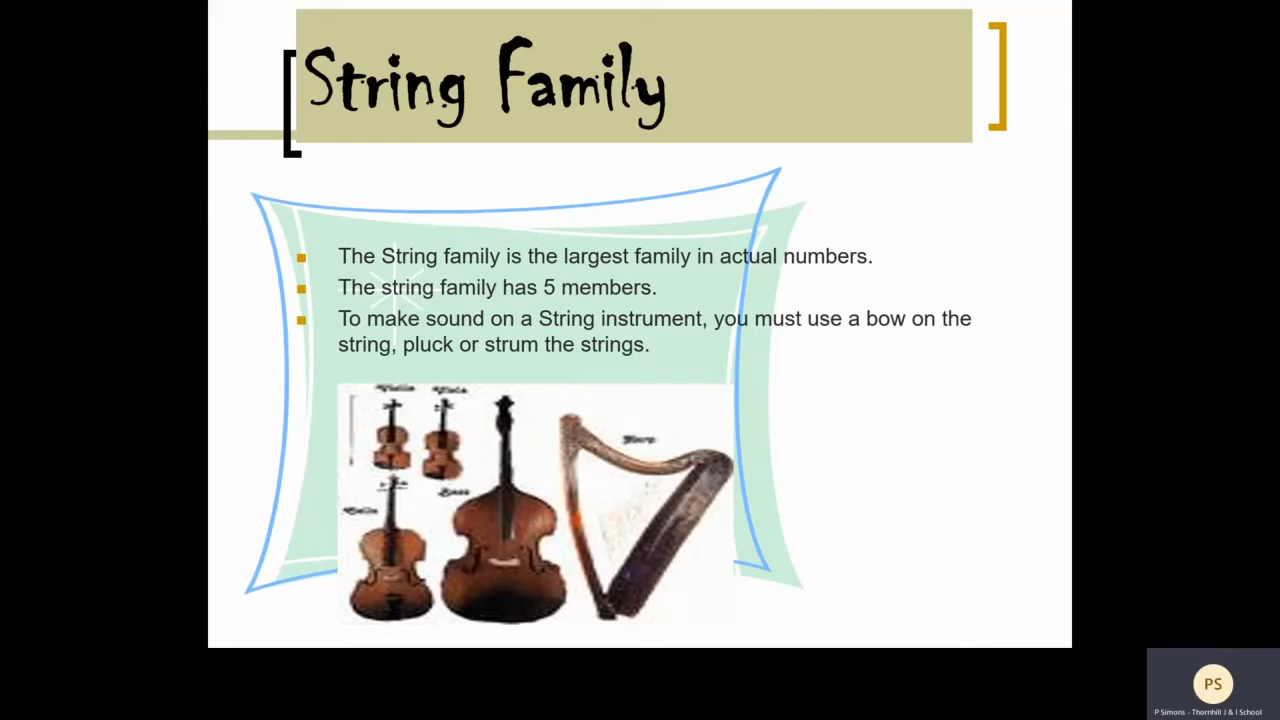 String Family
The String family is the largest family in actual numbers.
The string family has 5 members.
To make sound on a String instrument, you must use a bow on the
string, pluck or strum the strings.
Violin Viola
Harp
Bass
Cello
PS
P Simons - Thornhill J & I School